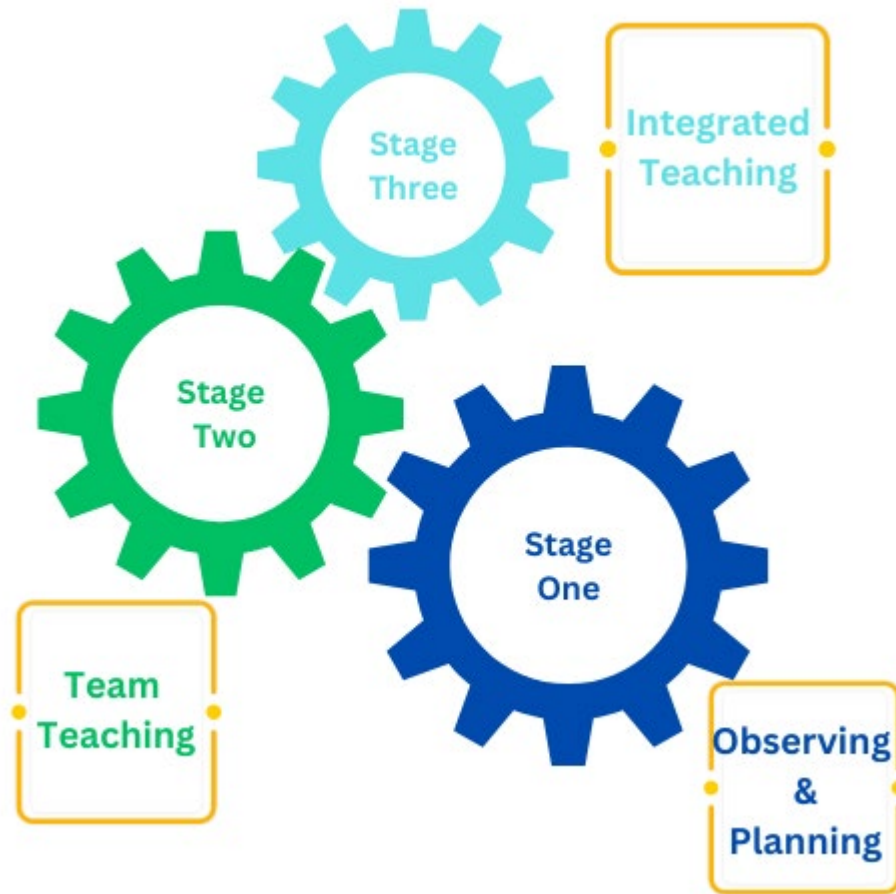 Stage
Three
Integrated
Teaching
Stage
Two
Stage
One
Team
Teaching
Observing
&
Planning